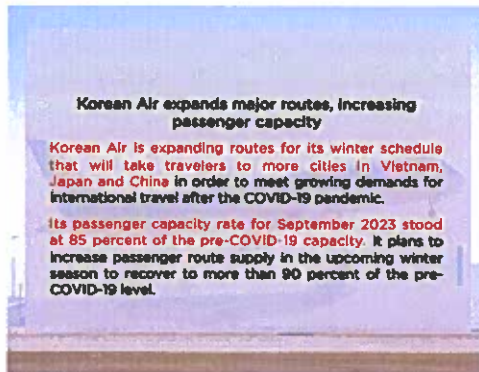 Korean Air expands major routes, increasing
passenger capacity
Korean Air is expanding routes for its winter schedule
that will take travelers to more cities in Vietnam,
Japan and China in order to meet growing demands for
international travel after the COVID-19 pandemic.
Its passenger capacity rate for September 2023 stood
at 85 percent of the pre-COVID-19 capacity. It plans to
increase passenger route supply in the upcoming winter
season to recover to more than 90 percent of the pre-
COVID-19 level.